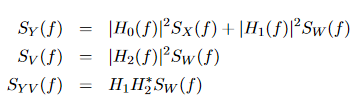 S_Y(f) = |H_0(f)|^2 S_X(f) + |H_1(f)|^2 S_W(f)
S_V(f) = |H_2(f)|^2 S_W(f)
S_{YV}(f) = H_1 H_2^* S_W(f)